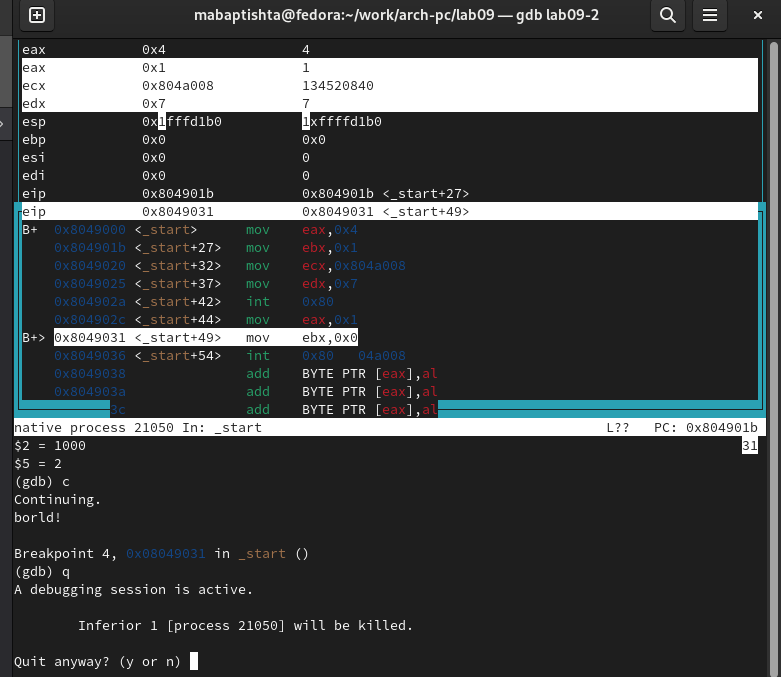 mabaptishta@fedora:~/work/arch-pc/lab09 — gdb lab09-2
eax            0x4                 4
eax            0x1                 1
ecx            0x804a008           134520840
edx            0x7                 7
esp            0x1fffd1b0          1xffffd1b0
ebp            0x0                 0x0
esi            0x0                 0
edi            0x0                 0
eip            0x804901b           0x804901b <_start+27>
eip            0x8049031           0x8049031 <_start+49>
B+   0x8049000 <_start>      mov    eax,0x4
     0x804901b <_start+27>   mov    ebx,0x1
     0x8049020 <_start+32>   mov    ecx,0x804a008
     0x8049025 <_start+37>   mov    edx,0x7
     0x804902a <_start+42>   int    0x80
     0x804902c <_start+44>   mov    eax,0x1
B+>  0x8049031 <_start+49>   mov    ebx,0x0
     0x8049036 <_start+54>   int    0x80   04a008
     0x8049038               add    BYTE PTR [eax],al
     0x804903a               add    BYTE PTR [eax],al
            3c               add    BYTE PTR [eax],al
native process 21050 In: _start                                           L??   PC: 0x804901b
$2 = 1000                                                                                  31
$5 = 2
(gdb) c
Continuing.
borld!
Breakpoint 4, 0x08049031 in _start ()
(gdb) q
A debugging session is active.
        Inferior 1 [process 21050] will be killed.
Quit anyway? (y or n)